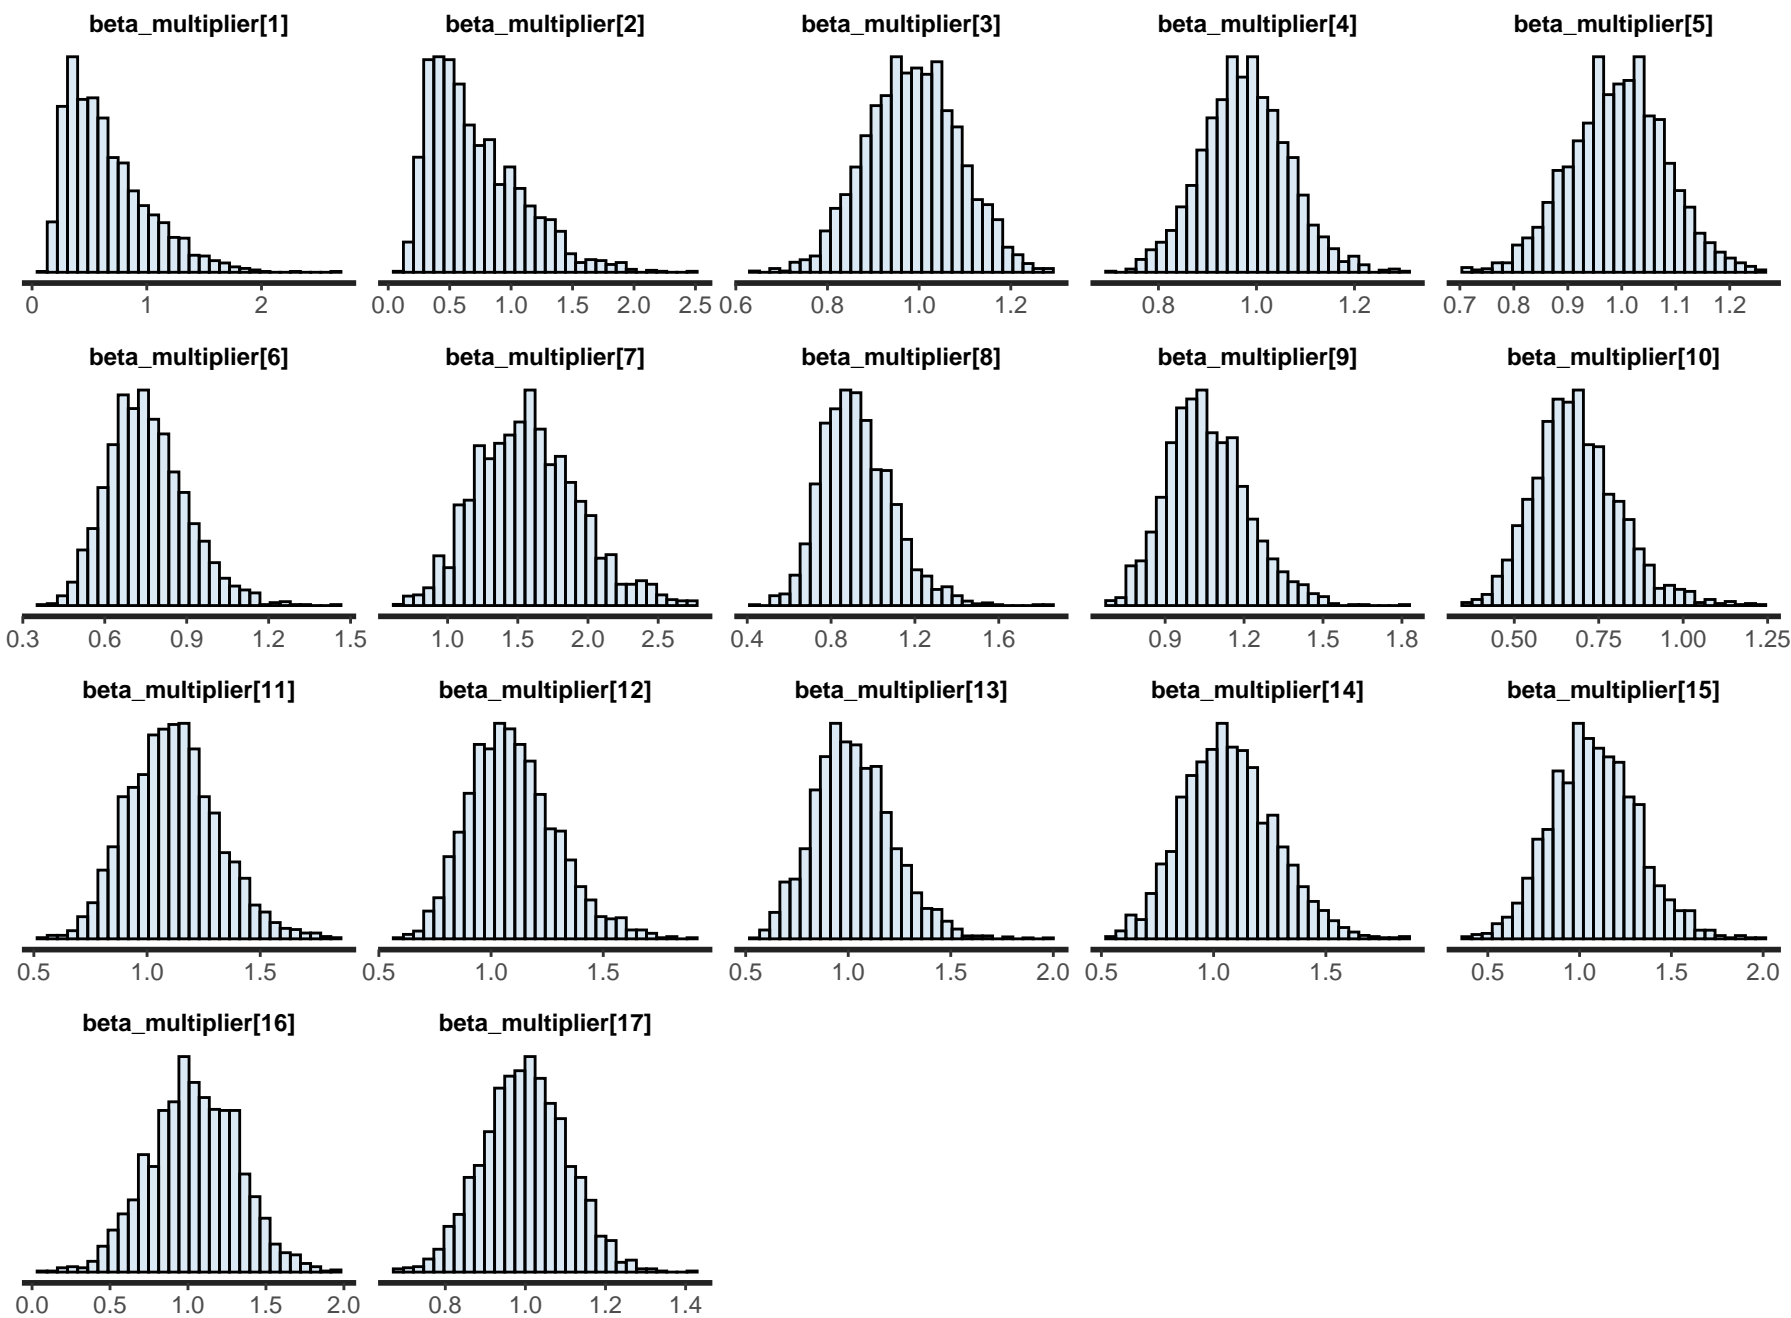 beta_multiplier[1] beta_multiplier[2] beta_multiplier[3] beta_multiplier[4] beta_multiplier[5]
0 1 2 0.0 0.5 1.0 1.5 2.0 2.5 0.6 0.8 1.0 1.2 0.8 1.0 1.2 0.7 0.8 0.9 1.0 1.1 1.2
beta_multiplier[6] beta_multiplier[7] beta_multiplier[8] beta_multiplier[9] beta_multiplier[10]
0.3 0.6 0.9 1.2 1.5 1.0 1.5 2.0 2.5 0.4 0.8 1.2 1.6 0.9 1.2 1.5 1.8 0.50 0.75 1.00 1.25
beta_multiplier[11] beta_multiplier[12] beta_multiplier[13] beta_multiplier[14] beta_multiplier[15]
0.5 1.0 1.5 0.5 1.0 1.5 0.5 1.0 1.5 2.0 0.5 1.0 1.5 0.5 1.0 1.5 2.0
beta_multiplier[16] beta_multiplier[17]
0.0 0.5 1.0 1.5 2.0 0.8 1.0 1.2 1.4